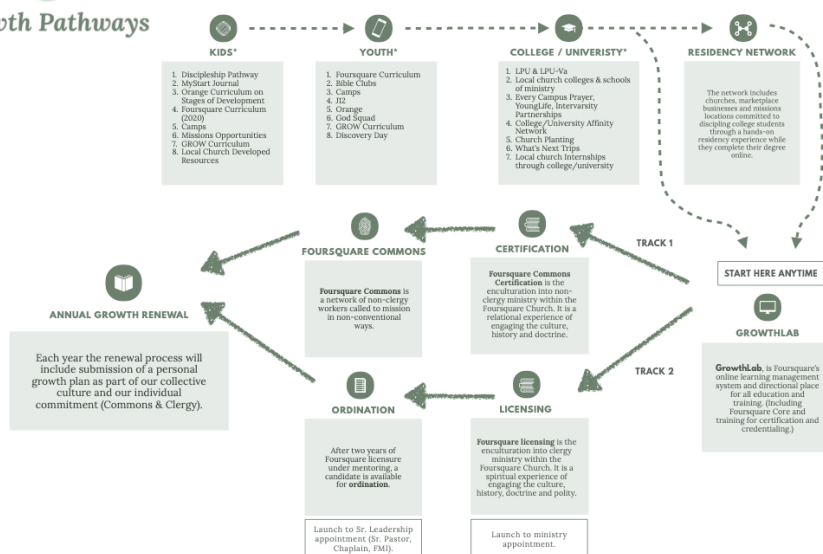 wth Pathways
KIDS*
1. Discipleship Pathway
2. MyStart Journal
3. Orange Curriculum on
Stages of Development
4. Foursquare Curriculum
(2020)
5. Camps
6. Missions Opportunities
7. GROW Curriculum
8. Local Church Developed
Resources
YOUTH*
1. Foursquare Curriculum
2. Bible Clubs
3. Camps
4. J12
5. Orange
6. God Squad
7. GROW Curriculum
8. Discovery Day
COLLEGE / UNIVERISTY*
1. LPU & LPU-Va
2. Local church colleges & schools
of ministry
3. Every Campus Prayer,
YoungLife, Intervarsity
Partnerships
4. College/University Affinity
Network
5. Church Planting
6. What's Next Trips
7. Local church Internships
through college/university
RESIDENCY NETWORK
The network includes
churches, marketplace
businesses and missions
locations committed to
discipling college students
through a hands-on
residency experience while
they complete their degree
online.
START HERE ANYTIME
GROWTHLAB
GrowthLab, is Foursquare's
online learning management
system and directional place
for all education and
training. (Including
Foursquare Core and
training for certification and
credentialing.)
TRACK 1
CERTIFICATION
Foursquare Commons
Certification is the
enculturation into non-
clergy ministry within the
Foursquare Church. It is a
relational experience of
engaging the culture,
history and doctrine.
FOURSQUARE COMMONS
Foursquare Commons is
a network of non-clergy
workers called to mission
in non-conventional
ways.
TRACK 2
LICENSING
Foursquare licensing is the
enculturation into clergy
ministry within the
Foursquare Church. It is a
spiritual experience of
engaging the culture,
history, doctrine and polity.
Launch to ministry
appointment.
ORDINATION
After two years of
Foursquare licensure
under mentoring, a
candidate is available
for ordination.
Launch to Sr. Leadership
appointment (Sr. Pastor,
Chaplain, FMI).
ANNUAL GROWTH RENEWAL
Each year the renewal process will
include submission of a personal
growth plan as part of our collective
culture and our individual
commitment (Commons & Clergy).